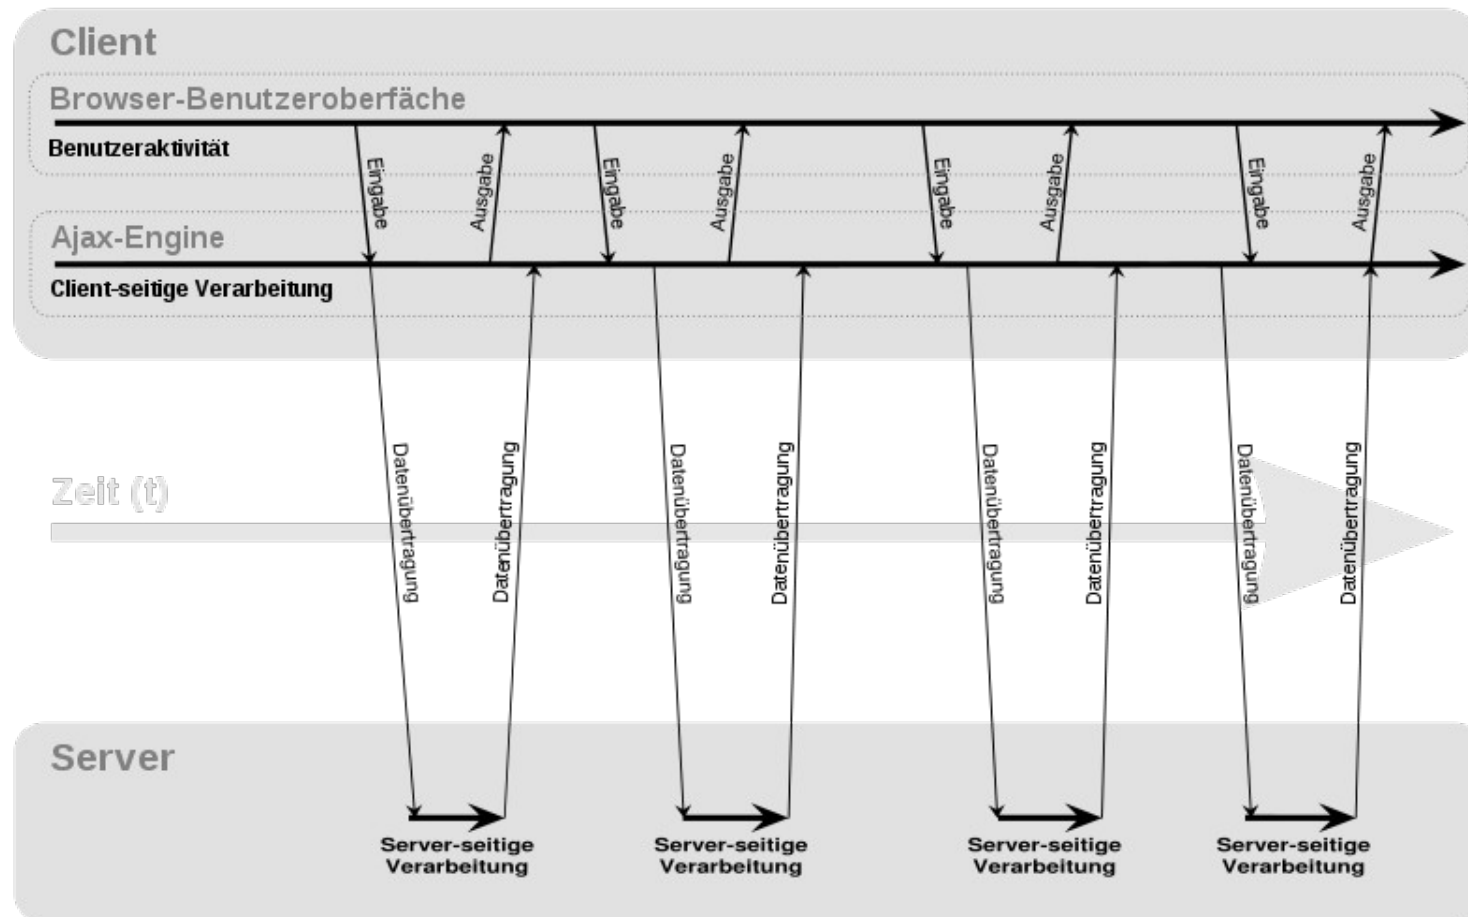 Client
Browser-Benutzeroberfäche
Benutzeraktivität
Eingabe
Ausgabe
Eingabe
Ausgabe
Eingabe
Ausgabe
Eingabe
Ausgabe
Ajax-Engine
Client-seitige Verarbeitung
Datenübertragung
Datenübertragung
Datenübertragung
Datenübertragung
Datenübertragung
Datenübertragung
Datenübertragung
Datenübertragung
Zeit (t)
Server
Server-seitige
Verarbeitung
Server-seitige
Verarbeitung
Server-seitige
Verarbeitung
Server-seitige
Verarbeitung